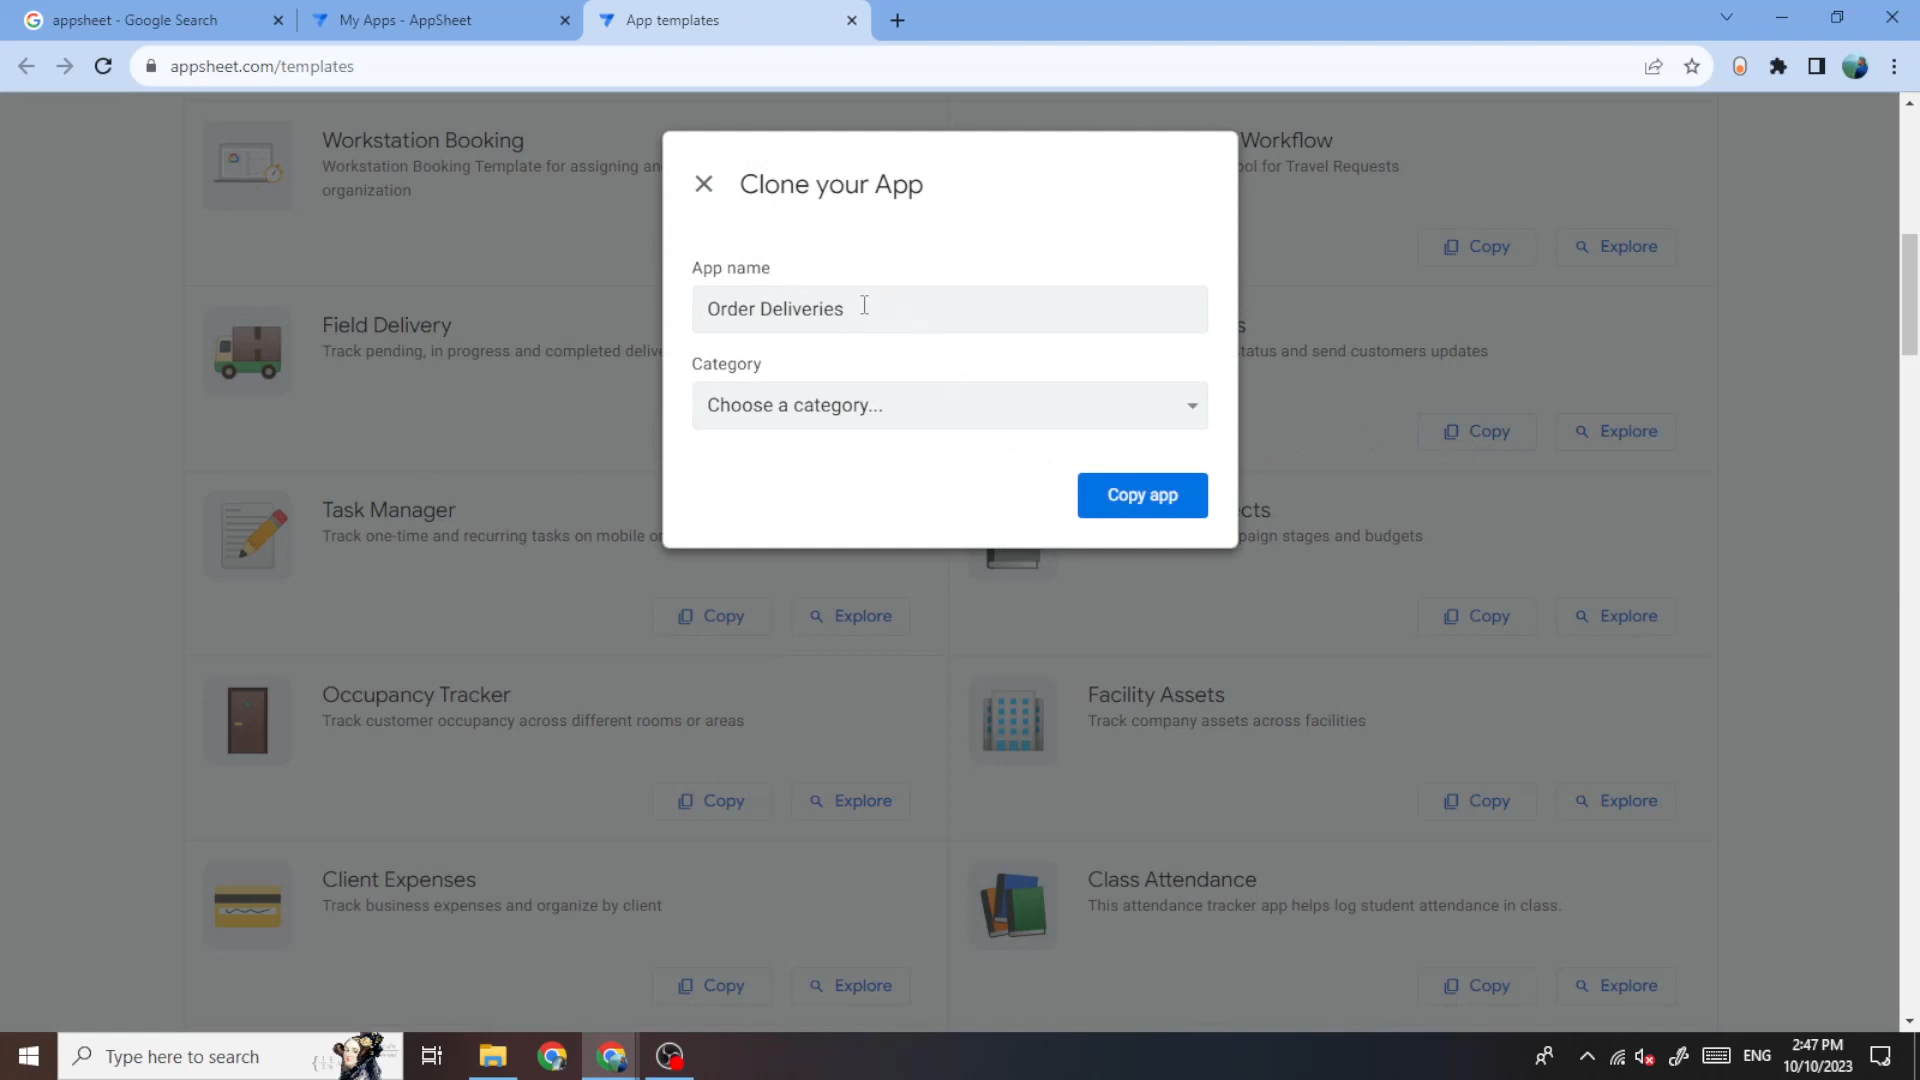 appsheet - Google Search
My Apps - AppSheet
App templates
appsheet.com/templates
Workstation Booking
Workstation Booking Template for assigning an
organization
Workflow
ool for Travel Requests
Copy
Explore
Clone your App
App name
Order Deliveries
Category
Choose a category...
Copy app
Field Delivery
Track pending, in progress and completed delive
s
tatus and send customers updates
Copy
Explore
Task Manager
Track one-time and recurring tasks on mobile o
Copy
Explore
ects
paign stages and budgets
Copy
Explore
Occupancy Tracker
Track customer occupancy across different rooms or areas
Copy
Explore
Facility Assets
Track company assets across facilities
Copy
Explore
Client Expenses
Track business expenses and organize by client
Copy
Explore
Class Attendance
This attendance tracker app helps log student attendance in class.
Copy
Explore
Type here to search
ENG
2:47 PM
10/10/2023